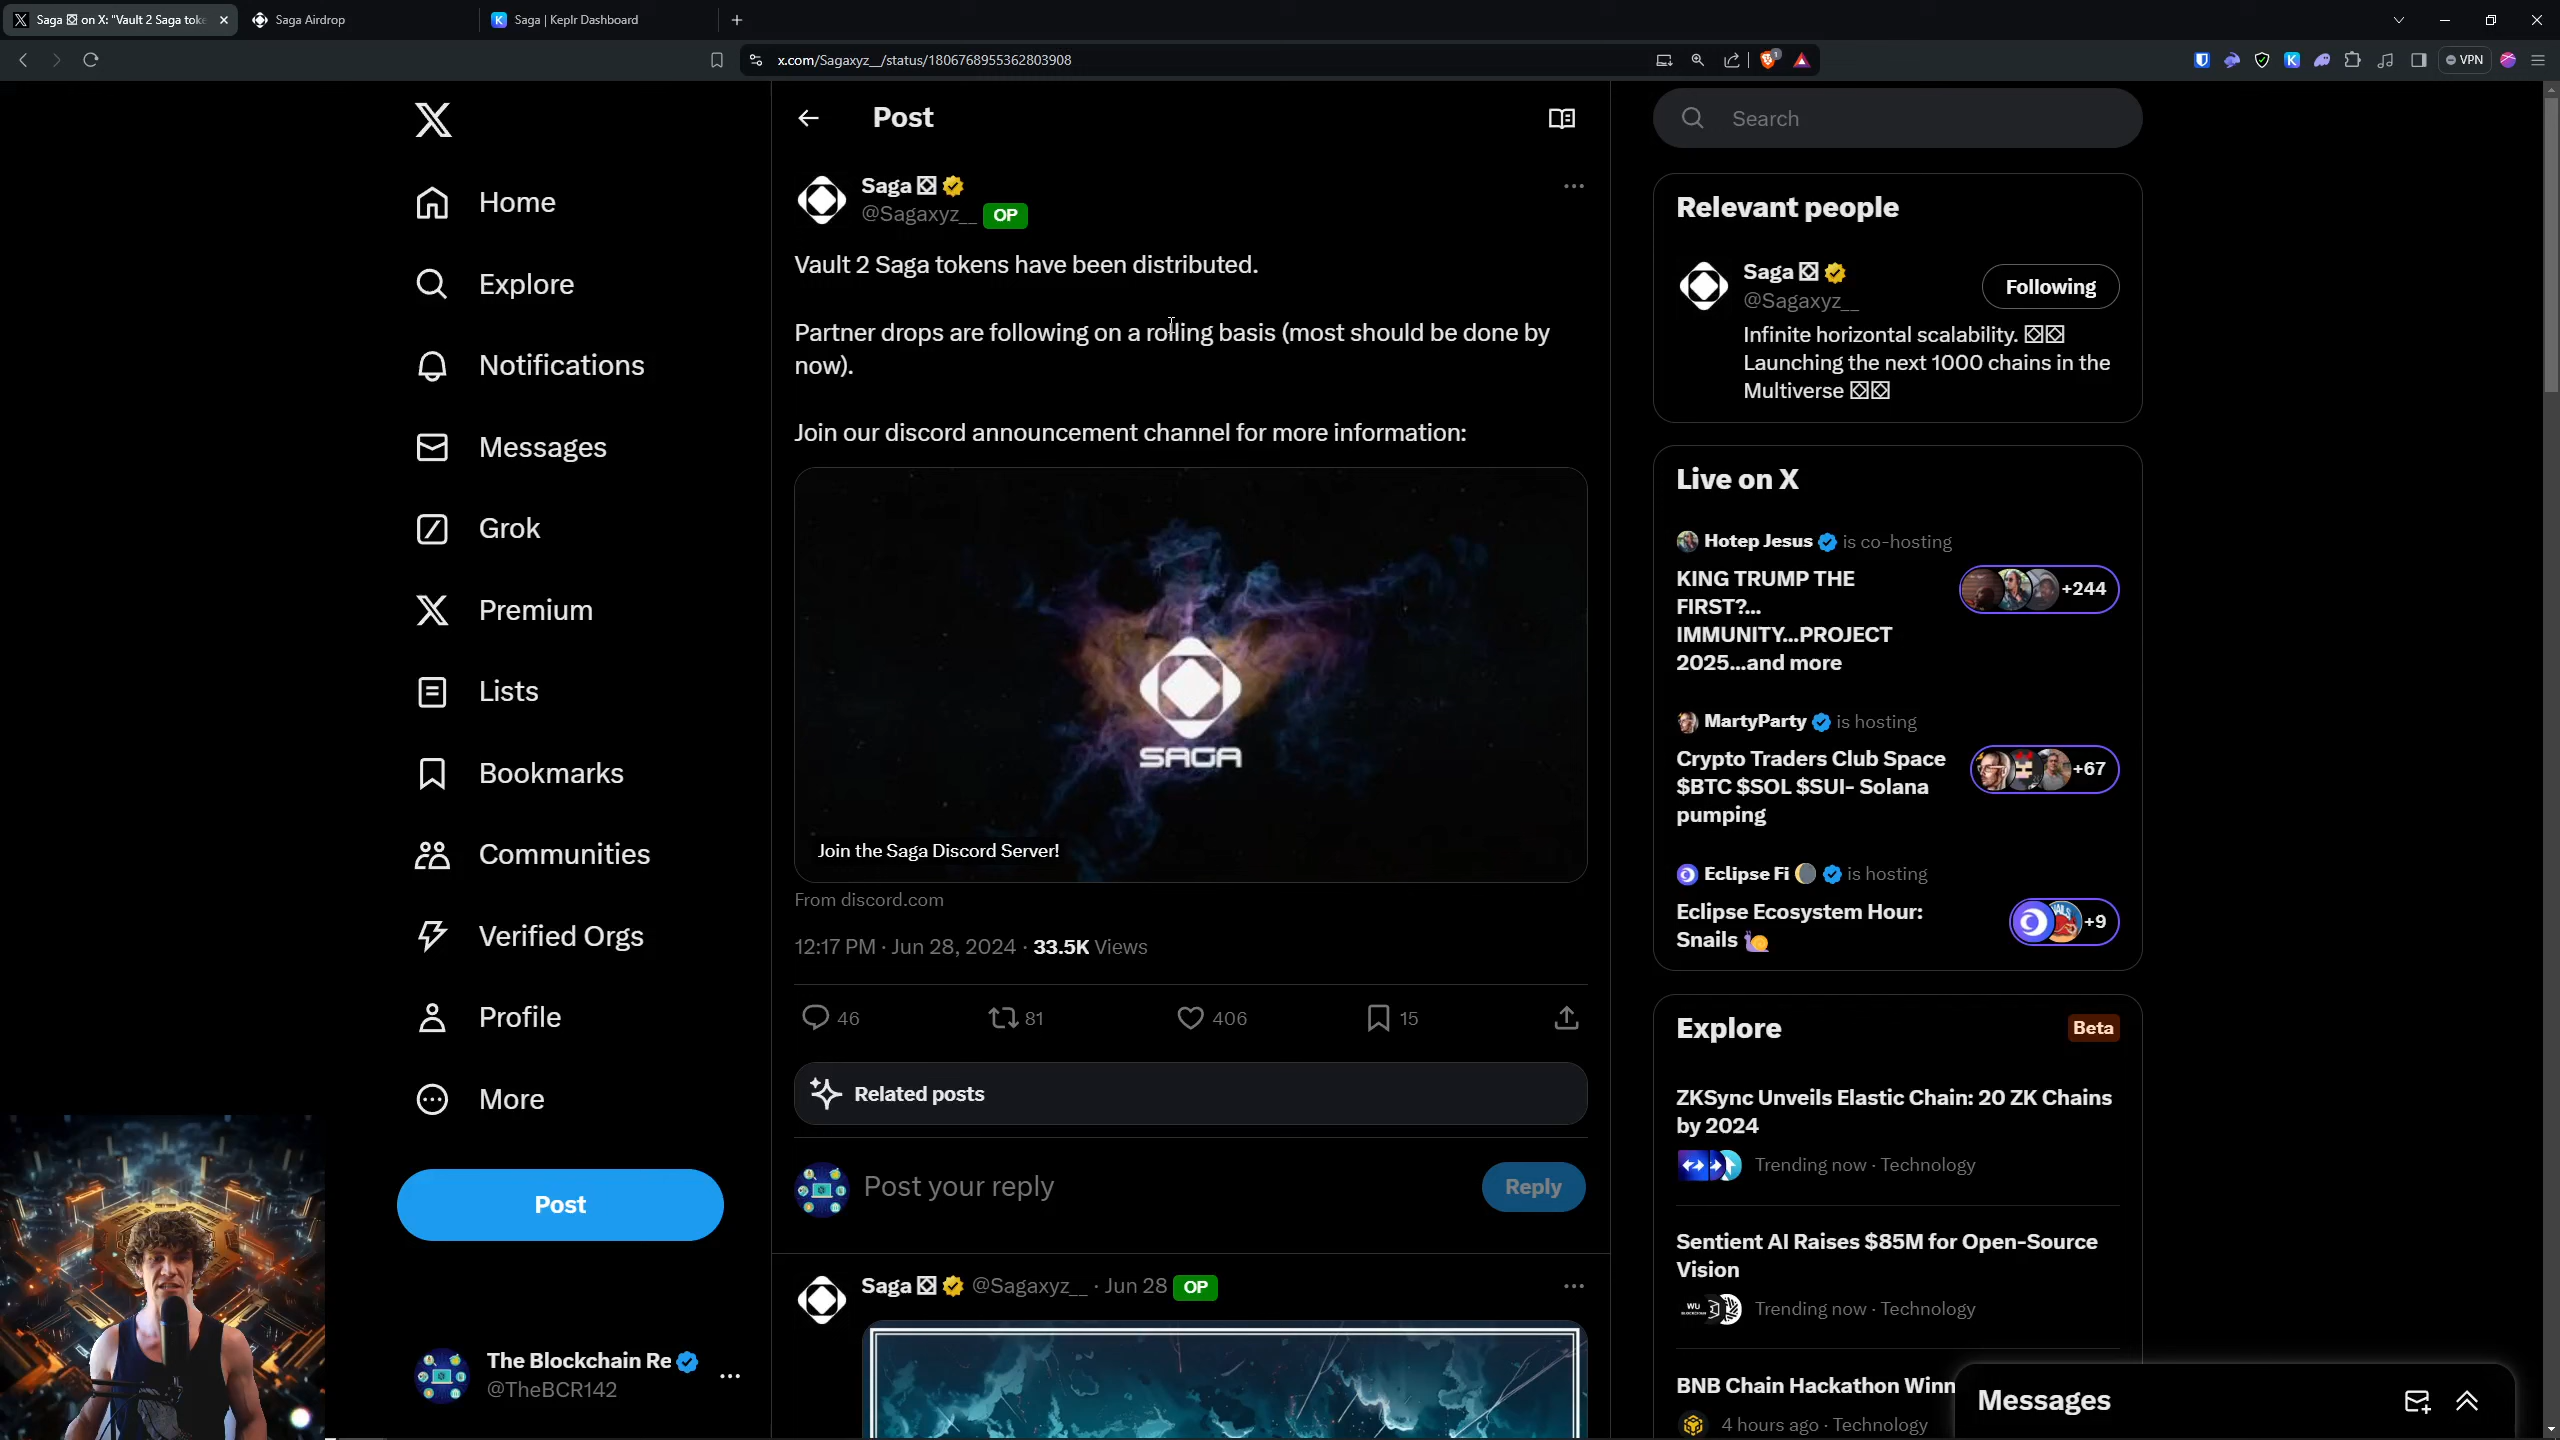 Saga on X: "Vault 2 Saga toke
Saga Airdrop
Saga | Keplr Dashboard
x.com/Sagaxyz__/status/1806768955362803908
VPN
Post
Search
Home
Explore
Notifications
Messages
Grok
Premium
Lists
Bookmarks
Communities
Verified Orgs
Profile
More
Post
The Blockchain Re
@TheBCR142
Saga
@Sagaxyz__ OP
Vault 2 Saga tokens have been distributed.
Partner drops are following on a rolling basis (most should be done by
now).
Join our discord announcement channel for more information:
SAGA
Join the Saga Discord Server!
From discord.com
12:17 PM · Jun 28, 2024 · 33.5K Views
46
81
406
15
Related posts
Post your reply
Reply
Saga @Sagaxyz__ · Jun 28 OP
Relevant people
Saga
@Sagaxyz__
Following
Infinite horizontal scalability.
Launching the next 1000 chains in the
Multiverse
Live on X
Hotep Jesus is co-hosting
KING TRUMP THE
FIRST?...
IMMUNITY...PROJECT
2025...and more
+244
MartyParty is hosting
Crypto Traders Club Space
$BTC $SOL $SUI- Solana
pumping
+67
Eclipse Fi is hosting
Eclipse Ecosystem Hour:
Snails
+9
Explore
Beta
ZKSync Unveils Elastic Chain: 20 ZK Chains
by 2024
Trending now · Technology
Sentient AI Raises $85M for Open-Source
Vision
Trending now · Technology
BNB Chain Hackathon Winn
4 hours ago · Technology
Messages